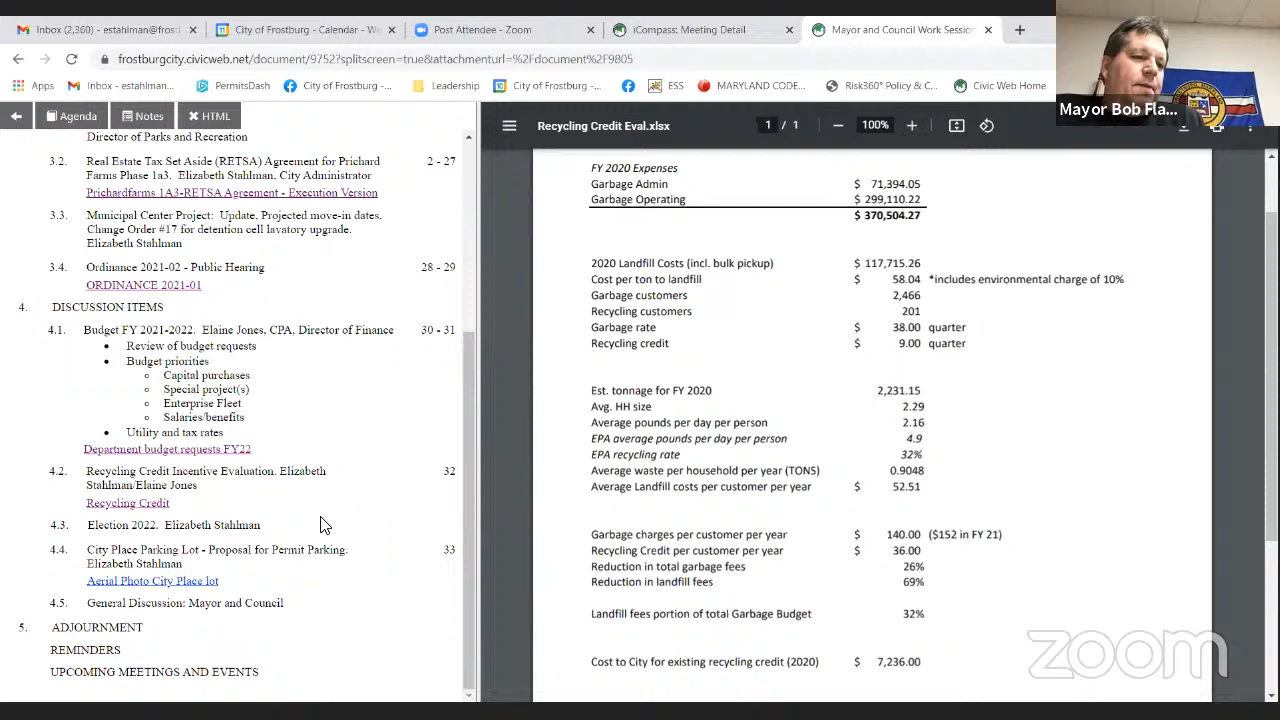 Inbox (2,360) - estahlman@frostl
City of Frostburg - Calendar - We
Post Attendee - Zoom
iCompass: Meeting Detail
Mayor and Council Work Session
frostburgcity.civicweb.net/document/9752?splitscreen=true&attachmenturl=%2Fdocument%2F9805
Apps
Inbox - estahlman...
PermitsDash
City of Frostburg -...
Leadership
City of Frostburg -...
ESS
MARYLAND CODE...
Risk360° Policy & C...
Civic Web Home
Mayor Bob Fla...
Agenda
Notes
HTML
Director of Parks and Recreation
3.2. Real Estate Tax Set Aside (RETSA) Agreement for Prichard 2 - 27
Farms Phase 1a3. Elizabeth Stahlman, City Administrator
Prichardfarms 1A3-RETSA Agreement - Execution Version
3.3. Municipal Center Project: Update, Projected move-in dates.
Change Order #17 for detention cell lavatory upgrade.
Elizabeth Stahlman
3.4. Ordinance 2021-02 - Public Hearing 28 - 29
ORDINANCE 2021-01
4. DISCUSSION ITEMS
4.1. Budget FY 2021-2022. Elaine Jones, CPA, Director of Finance 30 - 31
• Review of budget requests
• Budget priorities
Capital purchases
Special project(s)
Enterprise Fleet
Salaries/benefits
• Utility and tax rates
Department budget requests FY22
4.2. Recycling Credit Incentive Evaluation. Elizabeth 32
Stahlman/Elaine Jones
Recycling Credit
4.3. Election 2022. Elizabeth Stahlman
4.4. City Place Parking Lot - Proposal for Permit Parking. 33
Elizabeth Stahlman
Aerial Photo City Place lot
4.5. General Discussion: Mayor and Council
5. ADJOURNMENT
REMINDERS
UPCOMING MEETINGS AND EVENTS
Recycling Credit Eval.xlsx
1 / 1
100%
FY 2020 Expenses
Garbage Admin $ 71,394.05
Garbage Operating $ 299,110.22
$ 370,504.27
2020 Landfill Costs (incl. bulk pickup) $ 117,715.26
Cost per ton to landfill $ 58.04 *includes environmental charge of 10%
Garbage customers 2,466
Recycling customers 201
Garbage rate $ 38.00 quarter
Recycling credit $ 9.00 quarter
Est. tonnage for FY 2020 2,231.15
Avg. HH size 2.29
Average pounds per day per person 2.16
EPA average pounds per day per person 4.9
EPA recycling rate 32%
Average waste per household per year (TONS) 0.9048
Average Landfill costs per customer per year $ 52.51
Garbage charges per customer per year $ 140.00 ($152 in FY 21)
Recycling Credit per customer per year $ 36.00
Reduction in total garbage fees 26%
Reduction in landfill fees 69%
Landfill fees portion of total Garbage Budget 32%
Cost to City for existing recycling credit (2020) $ 7,236.00
zoom